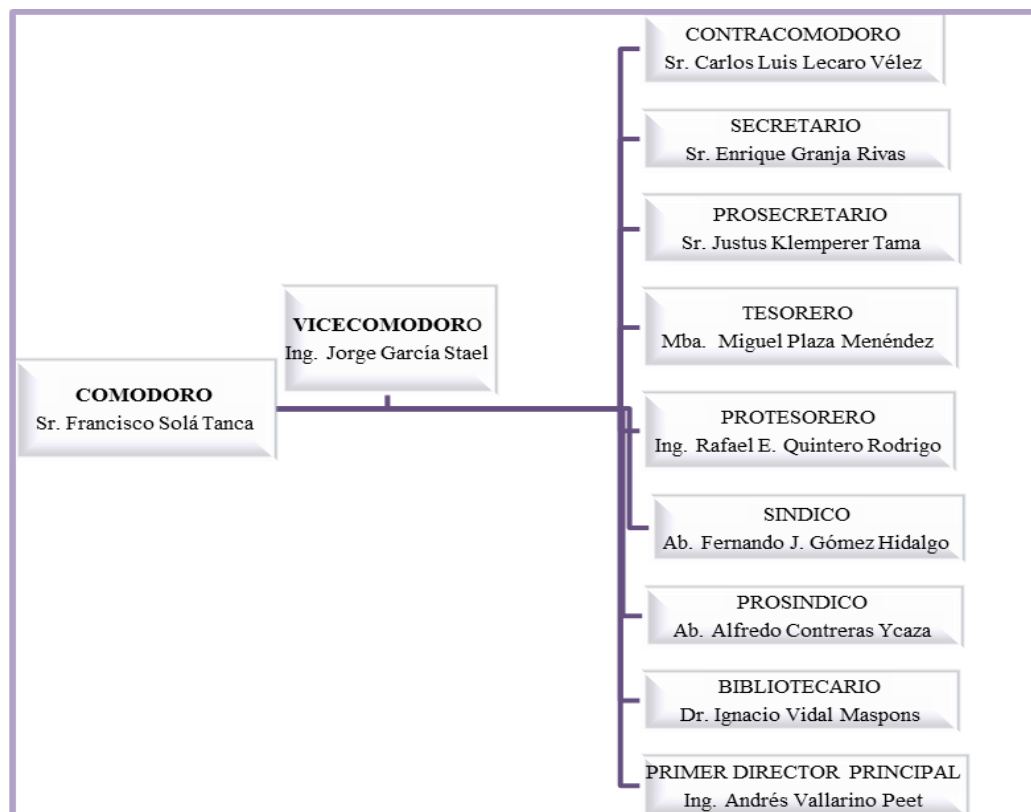 COMODORO
Sr. Francisco Solá Tanca
VICECOMODORO
Ing. Jorge García Stael
CONTRACOMODORO
Sr. Carlos Luis Lecaro Vélez
SECRETARIO
Sr. Enrique Granja Rivas
PROSECRETARIO
Sr. Justus Klemperer Tama
TESORERO
Mba. Miguel Plaza Menéndez
PROTESORERO
Ing. Rafael E. Quintero Rodrigo
SINDICO
Ab. Fernando J. Gómez Hidalgo
PROSINDICO
Ab. Alfredo Contreras Ycaza
BIBLIOTECARIO
Dr. Ignacio Vidal Maspons
PRIMER DIRECTOR PRINCIPAL
Ing. Andrés Vallarino Peet